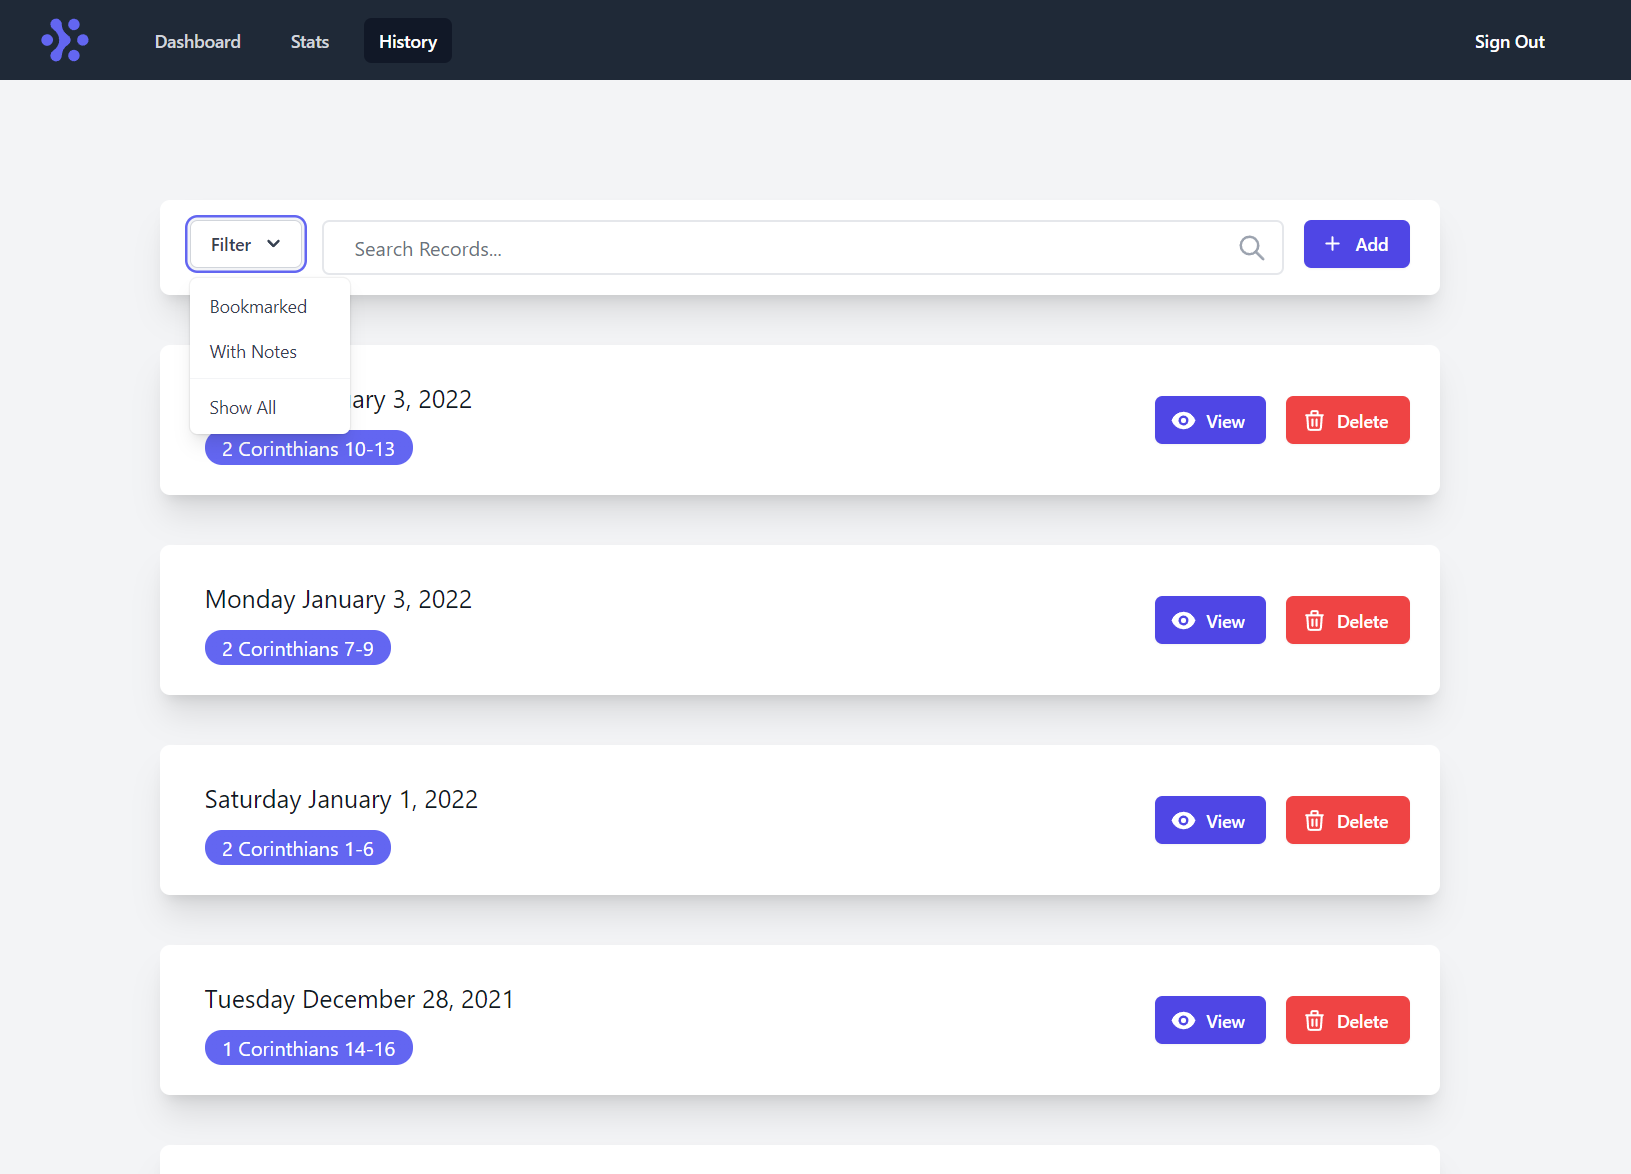 Dashboard Stats History Sign Out
Filter Search Records... Add
Bookmarked
With Notes
Show All
3, 2022
View Delete
2 Corinthians 10-13
Monday January 3, 2022
View Delete
2 Corinthians 7-9
Saturday January 1, 2022
View Delete
2 Corinthians 1-6
Tuesday December 28, 2021
View Delete
1 Corinthians 14-16